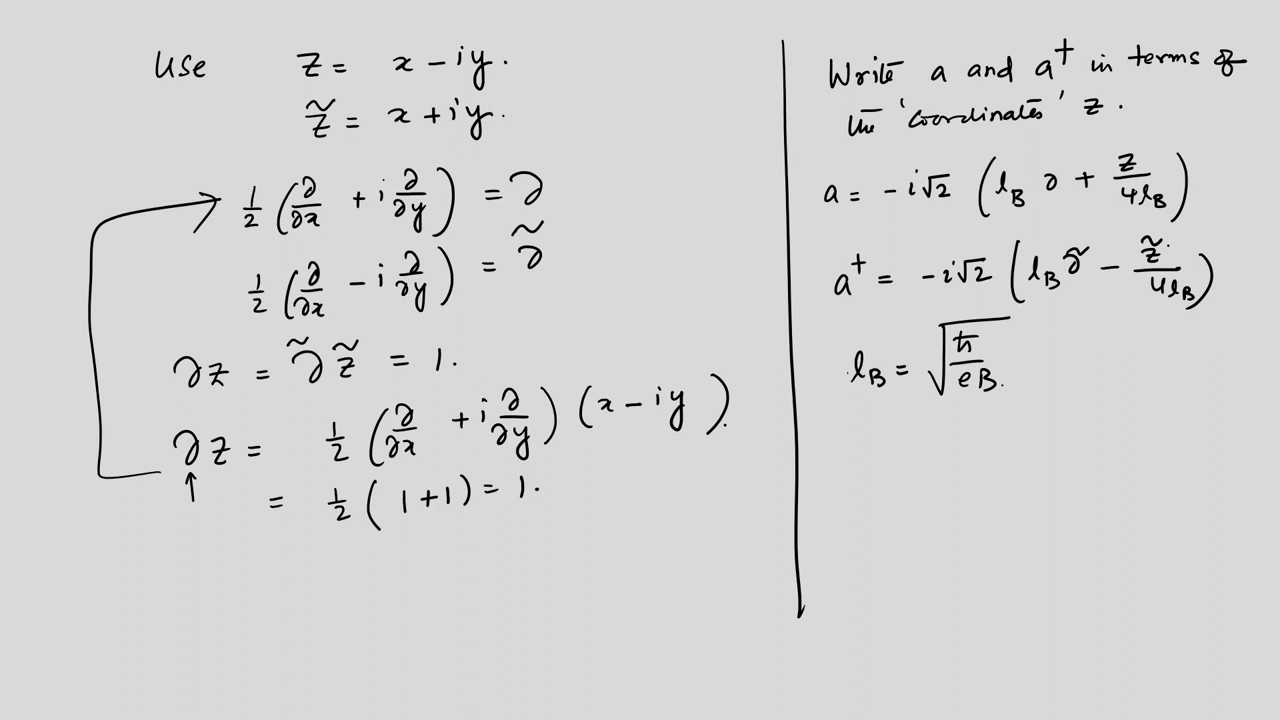 Use z = x - iy.
z̃ = x + iy.
1/2 (∂/∂x + i ∂/∂y) = ∂
1/2 (∂/∂x - i ∂/∂y) = ∂̃
∂z = ∂̃ z̃ = 1.
∂z = 1/2 (∂/∂x + i ∂/∂y) (x - iy).
= 1/2 (1+1) = 1.
Write a and a† in terms of
the 'coordinates' z.
a = -i√2 (l_B ∂ + z/4l_B)
a† = -i√2 (l_B ∂̃ - z̃/4l_B)
l_B = √(ħ/eB).